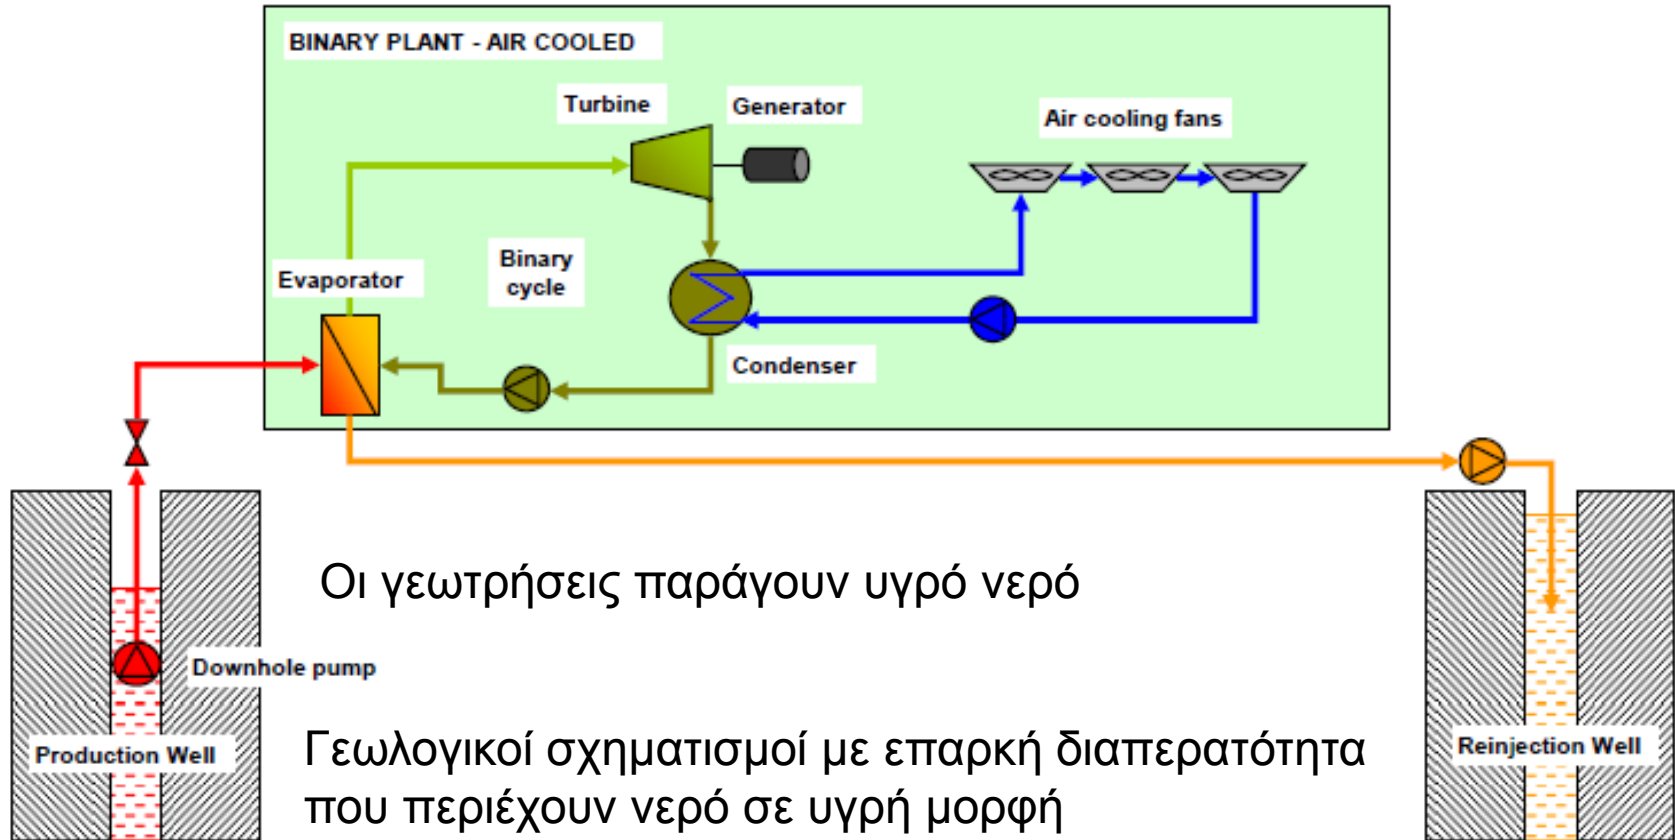 BINARY PLANT - AIR COOLED
Turbine
Generator
Air cooling fans
Binary
cycle
Evaporator
Condenser
Οι γεωτρήσεις παράγουν υγρό νερό
Downhole pump
Production Well
Reinjection Well
Γεωλογικοί σχηματισμοί με επαρκή διαπερατότητα
που περιέχουν νερό σε υγρή μορφή